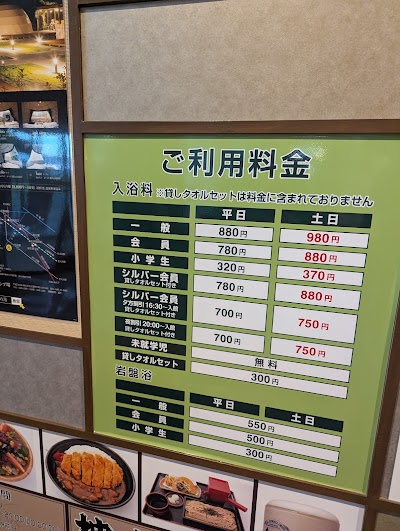 ご利用料金
入浴料 ※貸しタオルセットは料金に含まれておりません
平日 土日
一般 880円 980円
会員 780円 880円
小学生 320円 370円
シルバー会員
貸しタオルセット付き 780円 880円
シルバー会員
夕方割引 16:30~入館
貸しタオルセット付き 700円 750円
夜割引 20:00~入館
貸しタオルセット付き 700円 750円
未就学児 無料
貸しタオルセット 300円
岩盤浴
平日 土日
一般 550円
会員 500円
小学生 300円